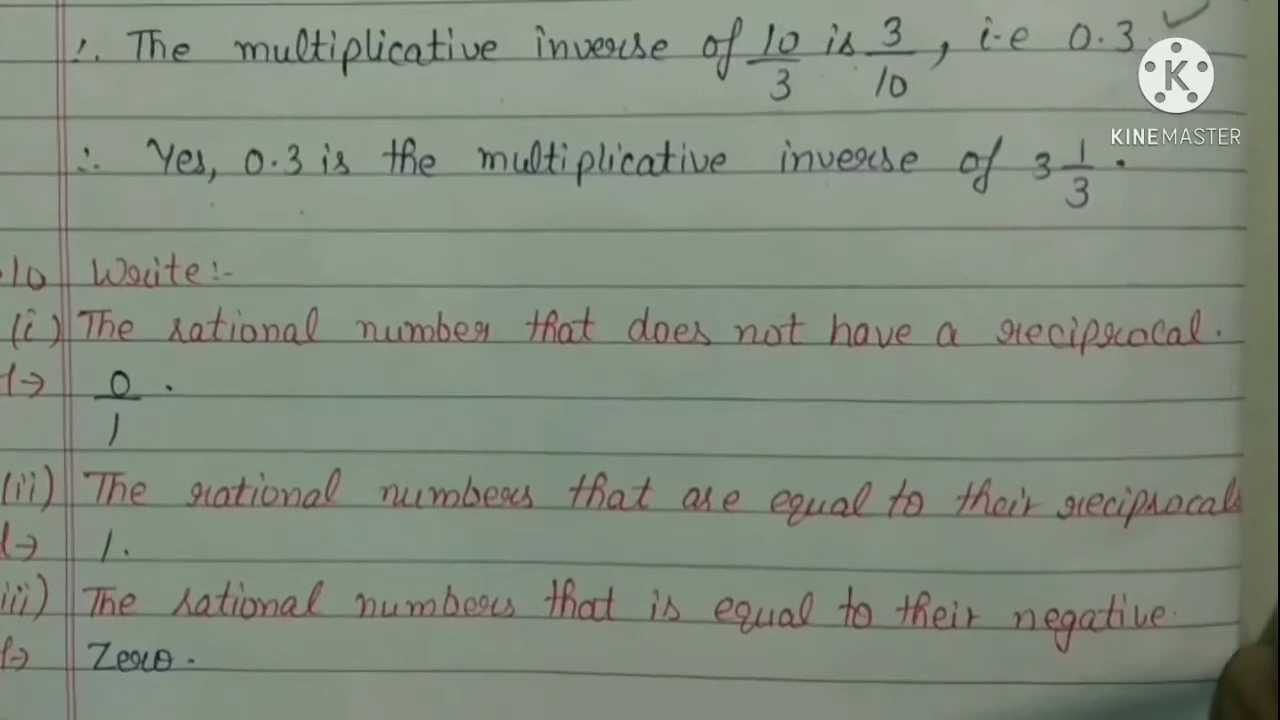 ∴ The multiplicative inverse of 10/3 is 3/10, i.e 0.3.
KINEMASTER
∴ Yes, 0.3 is the multiplicative inverse of 3 1/3.
.10 Write:-
(i) The rational number that does not have a reciprocal.
→ 0/1.
(ii) The rational numbers that are equal to their reciprocals
→ 1.
iii) The rational numbers that is equal to their negative.
→ Zero.